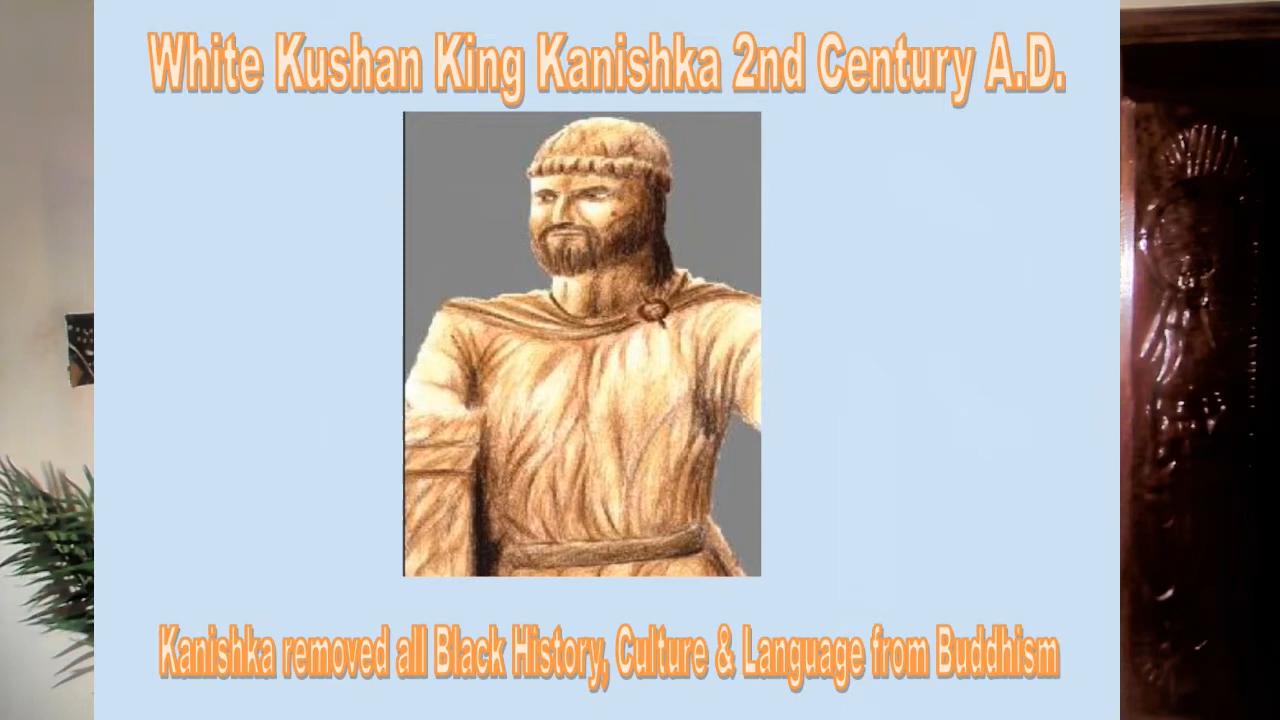 White Kushan King Kanishka 2nd Century A.D.
Kanishka removed all Black History, Culture & Language from Buddhism